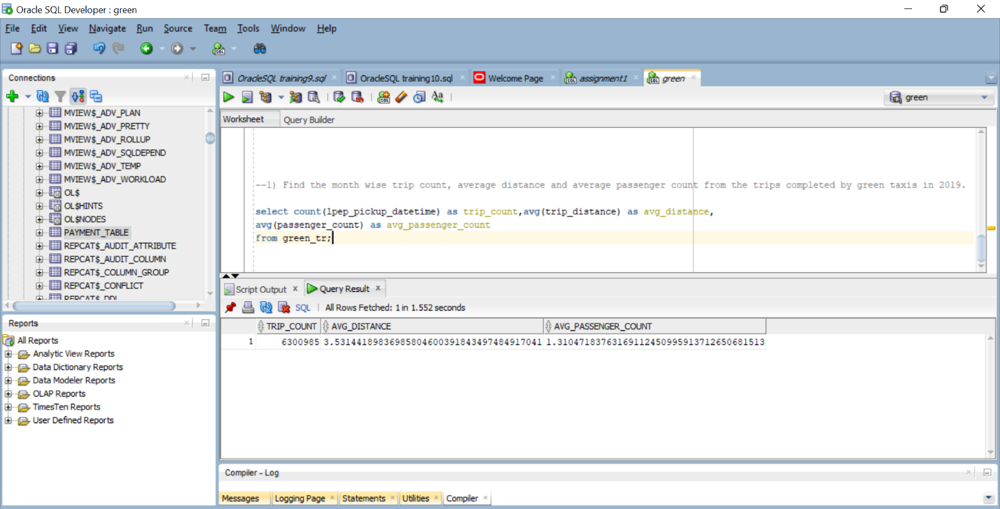 Oracle SQL Developer : green
File Edit View Navigate Run Source Team Tools Window Help
Connections
MVIEW$_ADV_PLAN
MVIEW$_ADV_PRETTY
MVIEW$_ADV_ROLLUP
MVIEW$_ADV_SQLDEPEND
MVIEW$_ADV_TEMP
MVIEW$_ADV_WORKLOAD
OL$
OL$HINTS
OL$NODES
PAYMENT_TABLE
REPCAT$_AUDIT_ATTRIBUTE
REPCAT$_AUDIT_COLUMN
REPCAT$_COLUMN_GROUP
REPCAT$_CONFLICT
REPCAT$_DDL
Reports
All Reports
Analytic View Reports
Data Dictionary Reports
Data Modeler Reports
OLAP Reports
TimesTen Reports
User Defined Reports
OracleSQL training9.sql OracleSQL training10.sql Welcome Page assignment1 green
green
Worksheet Query Builder
--1) Find the month wise trip count, average distance and average passenger count from the trips completed by green taxis in 2019.
select count(lpep_pickup_datetime) as trip_count,avg(trip_distance) as avg_distance,
avg(passenger_count) as avg_passenger_count
from green_tr;
Script Output Query Result
SQL All Rows Fetched: 1 in 1.552 seconds
TRIP_COUNT AVG_DISTANCE AVG_PASSENGER_COUNT
1 6300985 3.53144189836985804600391843497484917041 1.31047183763169112450995913712650681513
Compiler - Log
Messages Logging Page Statements Utilities Compiler